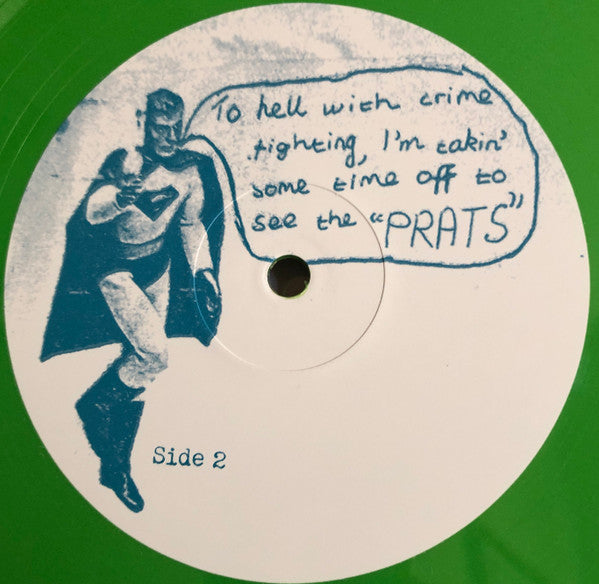 To hell with crime
fighting, I'm takin'
some time off to
see the "PRATS"
Side 2